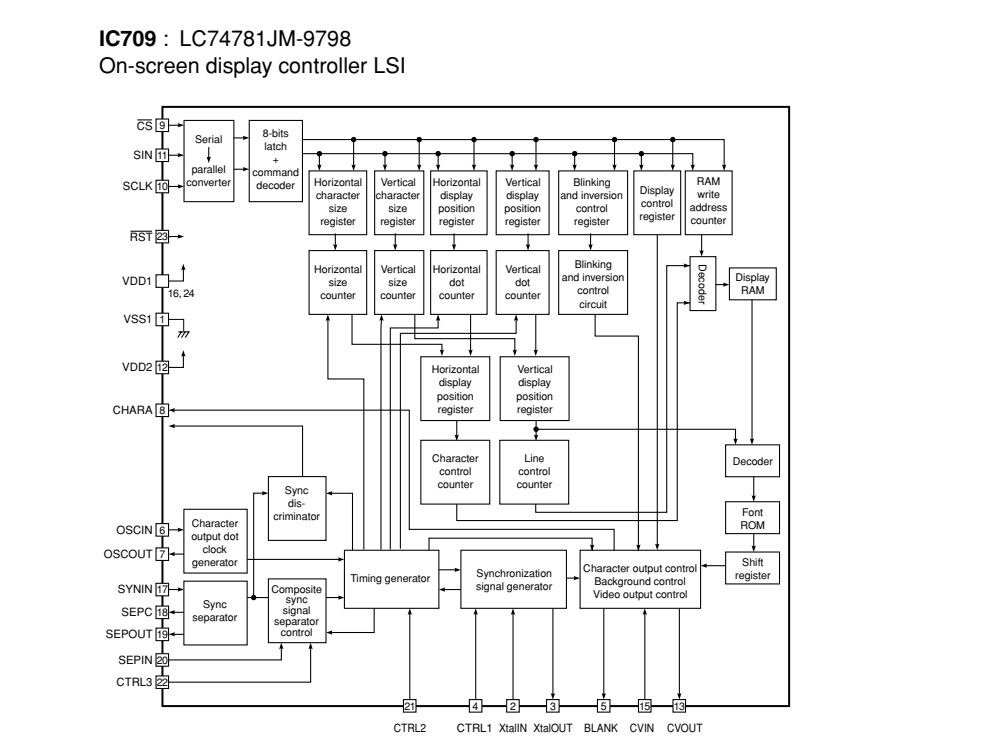 IC709 : LC74781JM-9798
On-screen display controller LSI
CS 9
SIN 11
SCLK 10
RST 23
VDD1
16, 24
VSS1 1
VDD2 12
CHARA 8
OSCIN 6
OSCOUT 7
SYNIN 17
SEPC 18
SEPOUT 19
SEPIN 20
CTRL3 22
Serial
parallel
converter
8-bits
latch
+
command
decoder
Horizontal
character
size
register
Vertical
character
size
register
Horizontal
display
position
register
Vertical
display
position
register
Blinking
and inversion
control
register
Display
control
register
RAM
write
address
counter
Horizontal
size
counter
Vertical
size
counter
Horizontal
dot
counter
Vertical
dot
counter
Blinking
and inversion
control
circuit
Decoder
Display
RAM
Horizontal
display
position
register
Vertical
display
position
register
Character
control
counter
Line
control
counter
Decoder
Font
ROM
Shift
register
Sync
dis-
criminator
Character
output dot
clock
generator
Sync
separator
Composite
sync
signal
separator
control
Timing generator
Synchronization
signal generator
Character output control
Background control
Video output control
21 4 2 3 5 15 13
CTRL2 CTRL1 XtalIN XtalOUT BLANK CVIN CVOUT